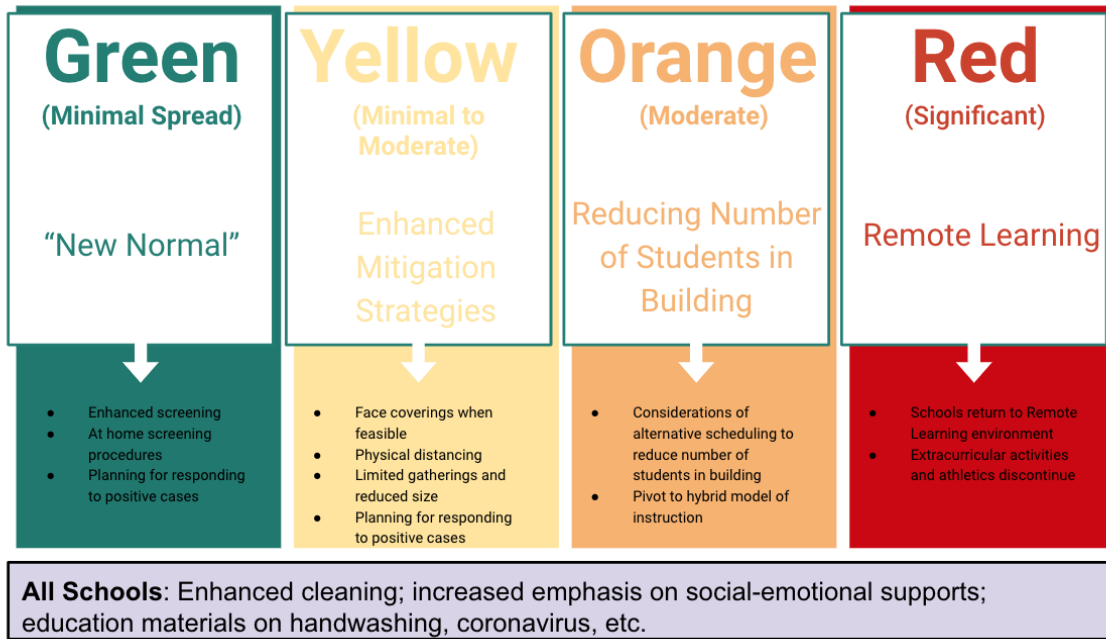 Green
(Minimal Spread)
“New Normal”
● Enhanced screening
● At home screening
procedures
● Planning for responding
to positive cases
Yellow
(Minimal to
Moderate)
Enhanced
Mitigation
Strategies
● Face coverings when
feasible
● Physical distancing
● Limited gatherings and
reduced size
● Planning for responding
to positive cases
Orange
(Moderate)
Reducing Number
of Students in
Building
● Considerations of
alternative scheduling to
reduce number of
students in building
● Pivot to hybrid model of
instruction
Red
(Significant)
Remote Learning
● Schools return to Remote
Learning environment
● Extracurricular activities
and athletics discontinue
All Schools: Enhanced cleaning; increased emphasis on social-emotional supports;
education materials on handwashing, coronavirus, etc.